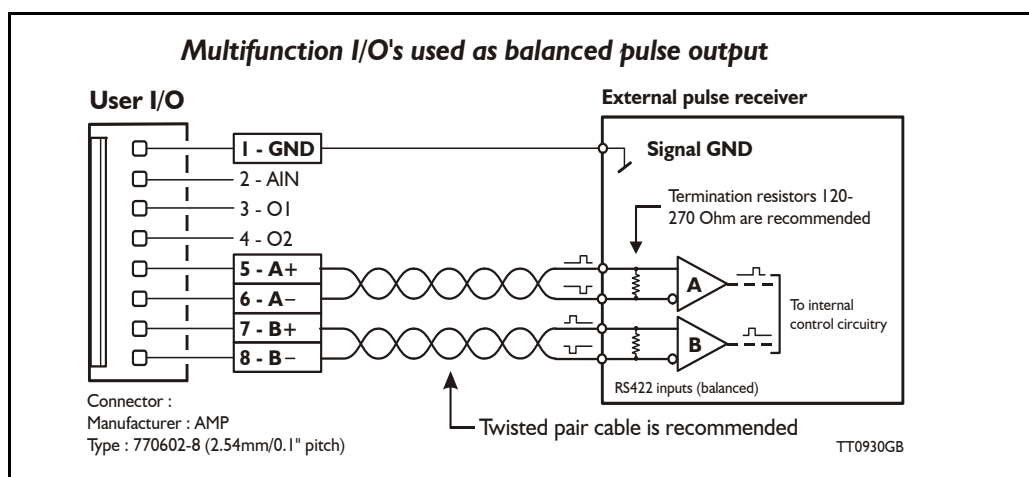 Multifunction I/O's used as balanced pulse output
User I/O
External pulse receiver
1 - GND
Signal GND
2 - AIN
3 - O1
4 - O2
Termination resistors 120-
270 Ohm are recommended
5 - A+
6 - A−
7 - B+
8 - B−
A
B
To internal
control circuitry
RS422 inputs (balanced)
Connector :
Manufacturer : AMP
Type : 770602-8 (2.54mm/0.1" pitch)
Twisted pair cable is recommended
TT0930GB